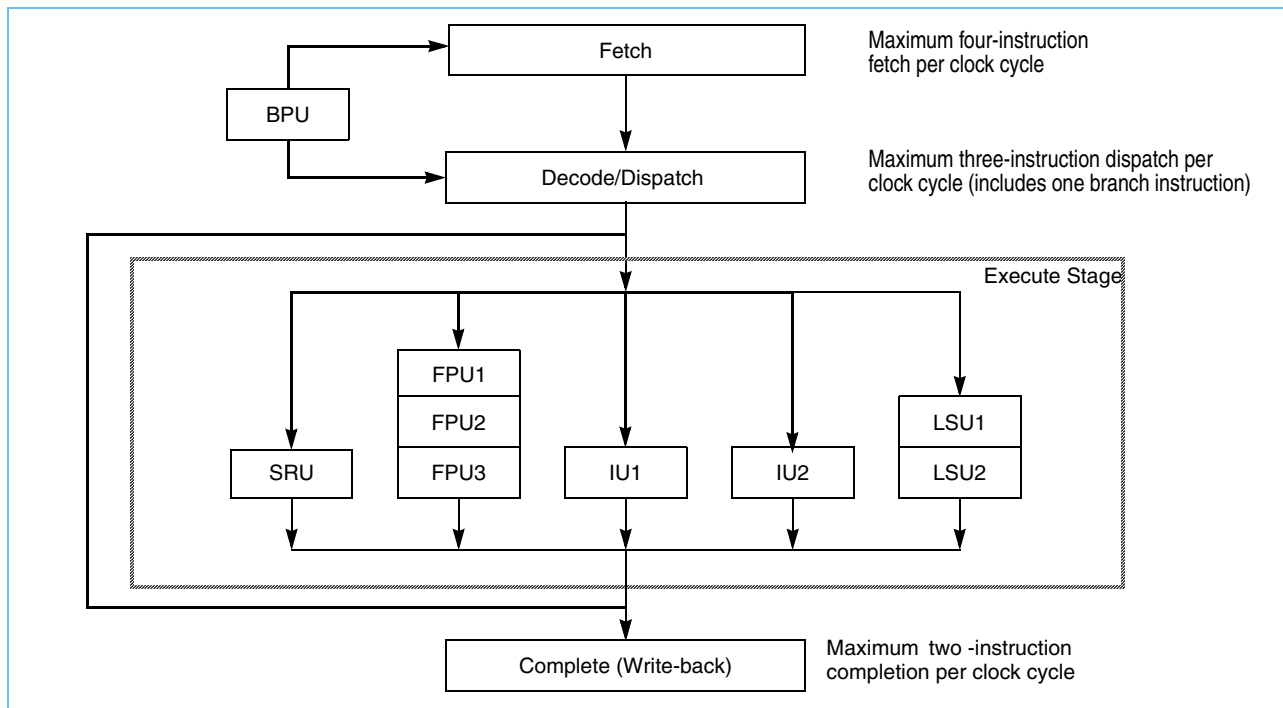 Fetch
Maximum four-instruction
fetch per clock cycle
BPU
Decode/Dispatch
Maximum three-instruction dispatch per
clock cycle (includes one branch instruction)
Execute Stage
FPU1
FPU2
LSU1
SRU
FPU3
IU1
IU2
LSU2
Complete (Write-back)
Maximum two -instruction
completion per clock cycle